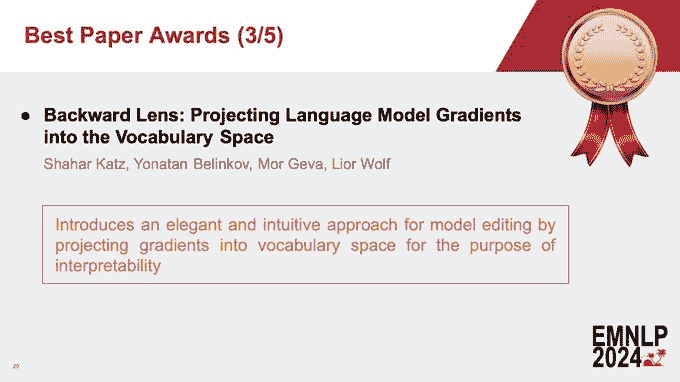 Best Paper Awards (3/5)
● Backward Lens: Projecting Language Model Gradients
into the Vocabulary Space
Shahar Katz, Yonatan Belinkov, Mor Geva, Lior Wolf
Introduces an elegant and intuitive approach for model editing by
projecting gradients into vocabulary space for the purpose of
interpretability
EMNLP
2024
29